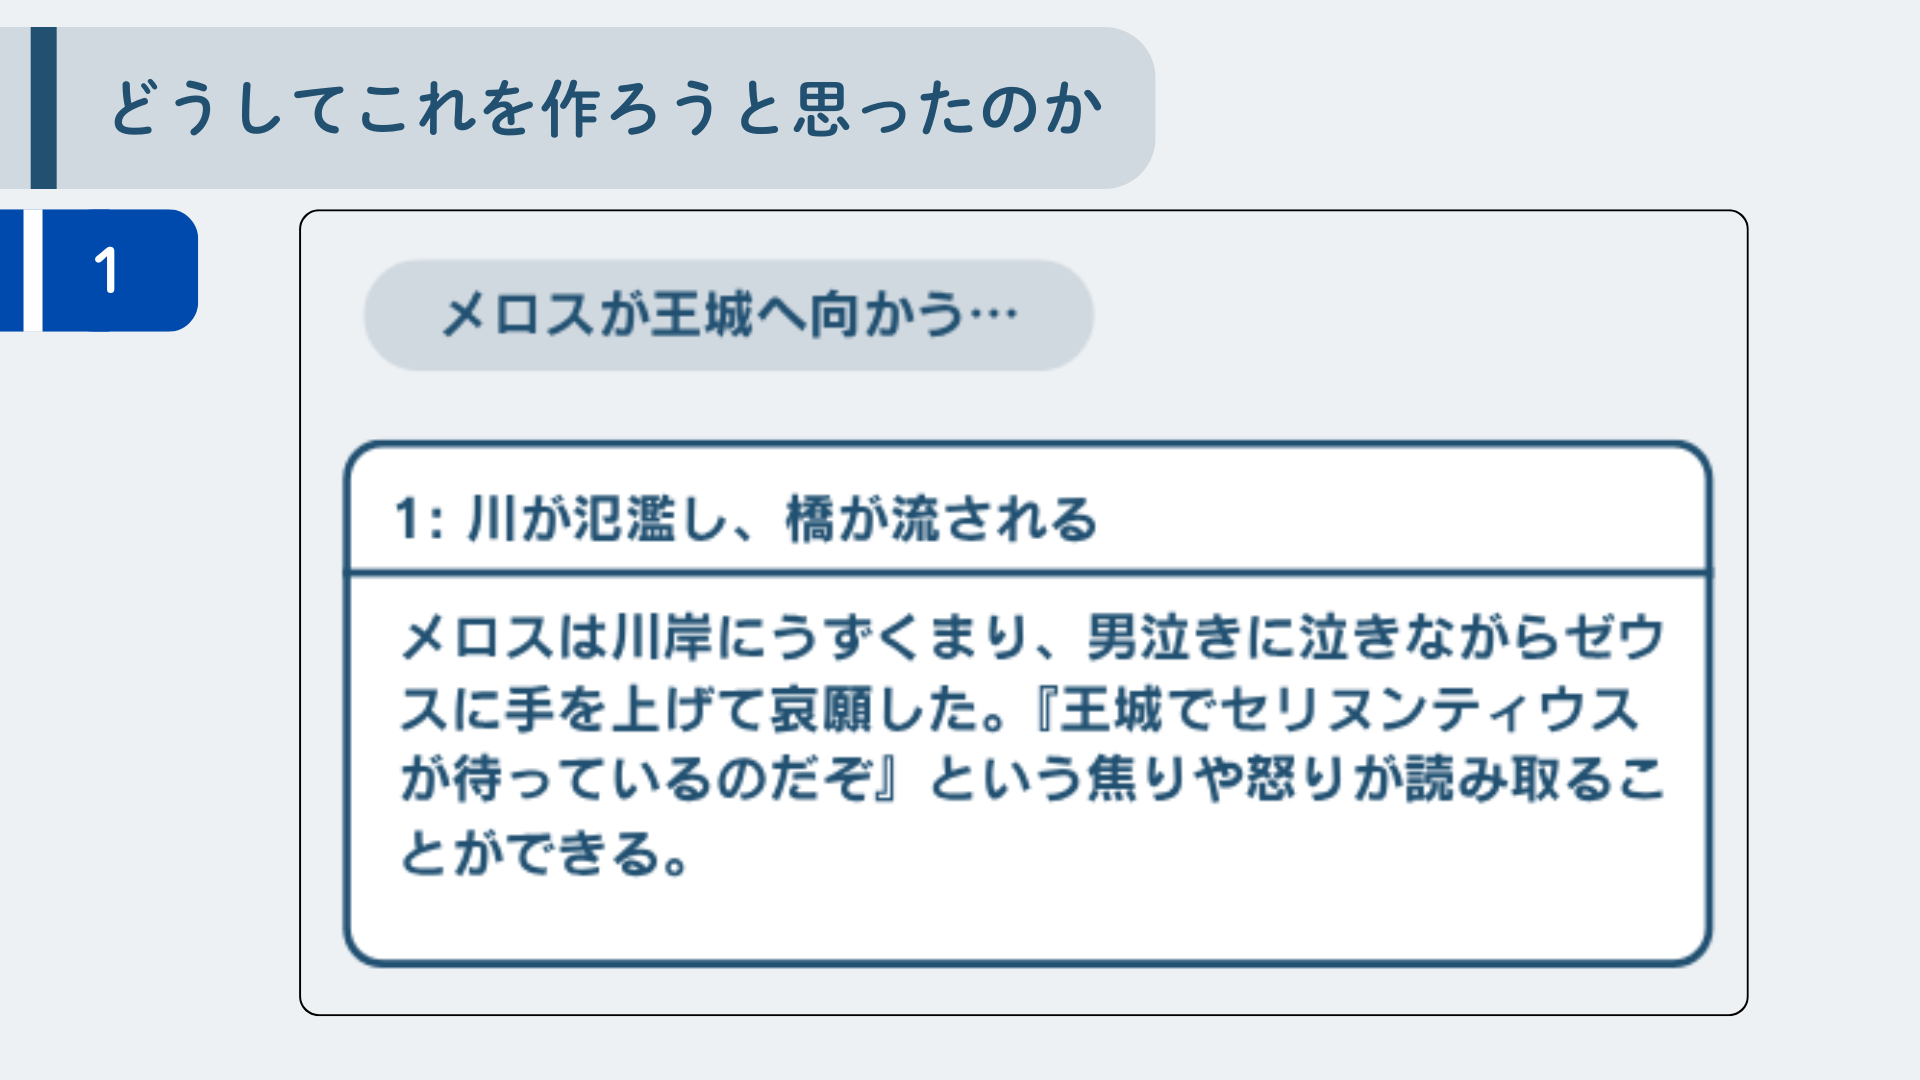 どうしてこれを作ろうと思ったのか
1
メロスが王城へ向かう…
1: 川が氾濫し、橋が流される
メロスは川岸にうずくまり、男泣きに泣きながらゼウ
スに手を上げて哀願した。『王城でセリヌンティウス
が待っているのだぞ』という焦りや怒りが読み取るこ
とができる。